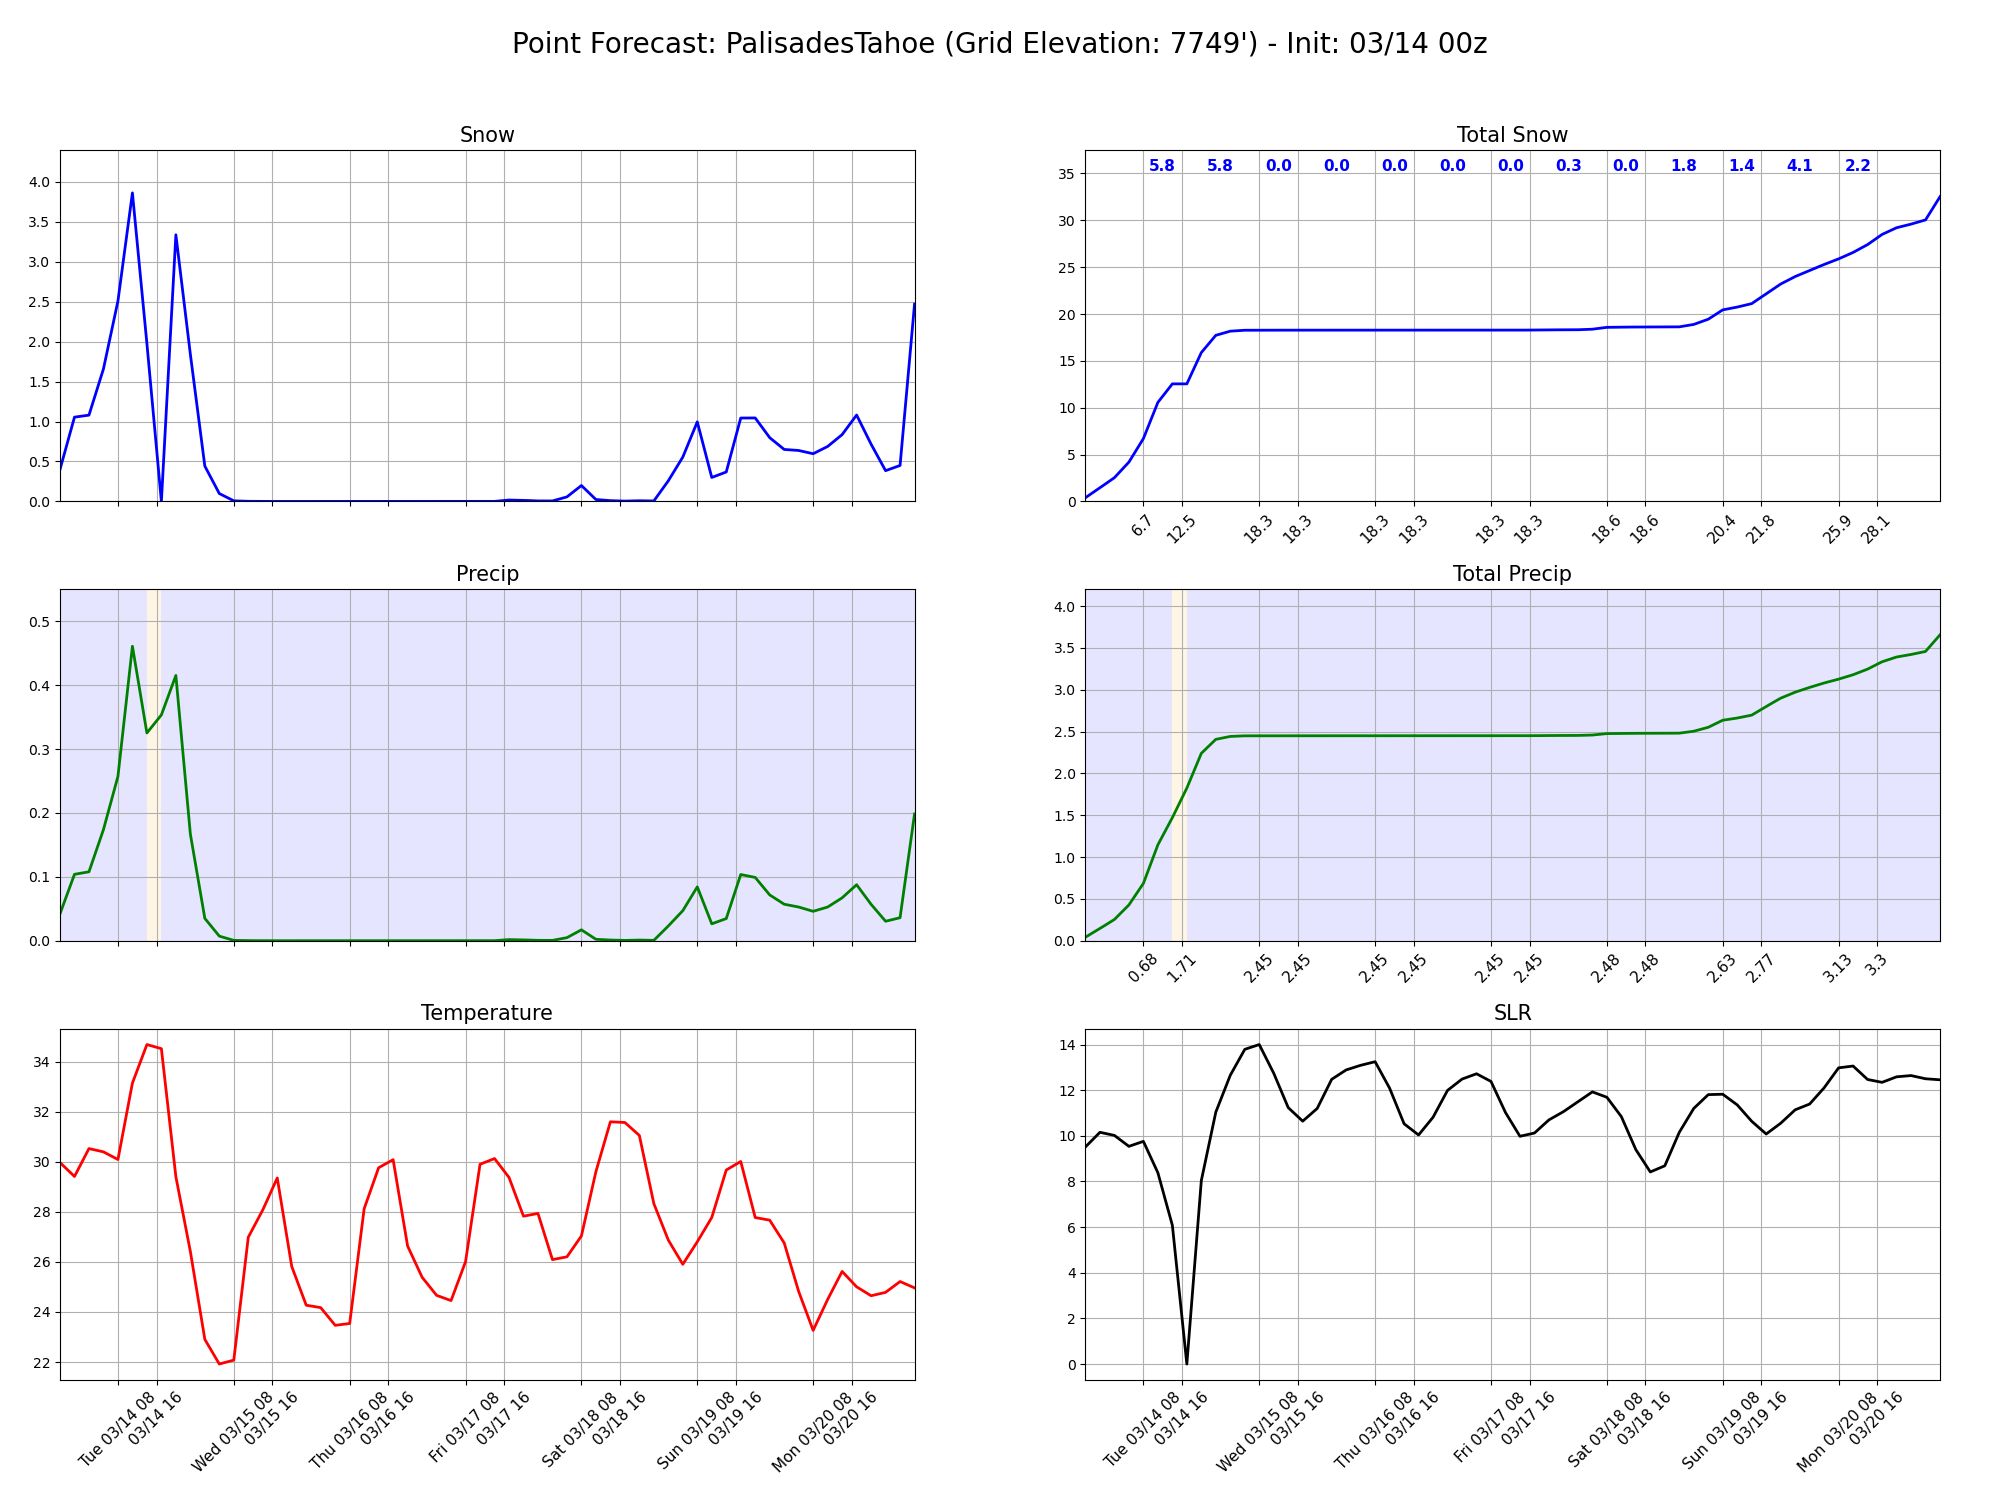 Point Forecast: PalisadesTahoe (Grid Elevation: 7749') - Init: 03/14 00z
Snow
4.0
3.5
3.0
2.5
2.0
1.5
1.0
0.5
0.0
Total Snow
5.8 5.8 0.0 0.0 0.0 0.0 0.0 0.3 0.0 1.8 1.4 4.1 2.2
35
30
25
20
15
10
5
0
6.7 12.5 18.3 18.3 18.3 18.3 18.3 18.3 18.6 18.6 20.4 21.8 25.9 28.1
Precip
0.5
0.4
0.3
0.2
0.1
0.0
Total Precip
4.0
3.5
3.0
2.5
2.0
1.5
1.0
0.5
0.0
0.68 1.71 2.45 2.45 2.45 2.45 2.45 2.45 2.48 2.48 2.63 2.77 3.13 3.3
Temperature
34
32
30
28
26
24
22
Tue 03/14 08
03/14 16
Wed 03/15 08
03/15 16
Thu 03/16 08
03/16 16
Fri 03/17 08
03/17 16
Sat 03/18 08
03/18 16
Sun 03/19 08
03/19 16
Mon 03/20 08
03/20 16
SLR
14
12
10
8
6
4
2
0
Tue 03/14 08
03/14 16
Wed 03/15 08
03/15 16
Thu 03/16 08
03/16 16
Fri 03/17 08
03/17 16
Sat 03/18 08
03/18 16
Sun 03/19 08
03/19 16
Mon 03/20 08
03/20 16